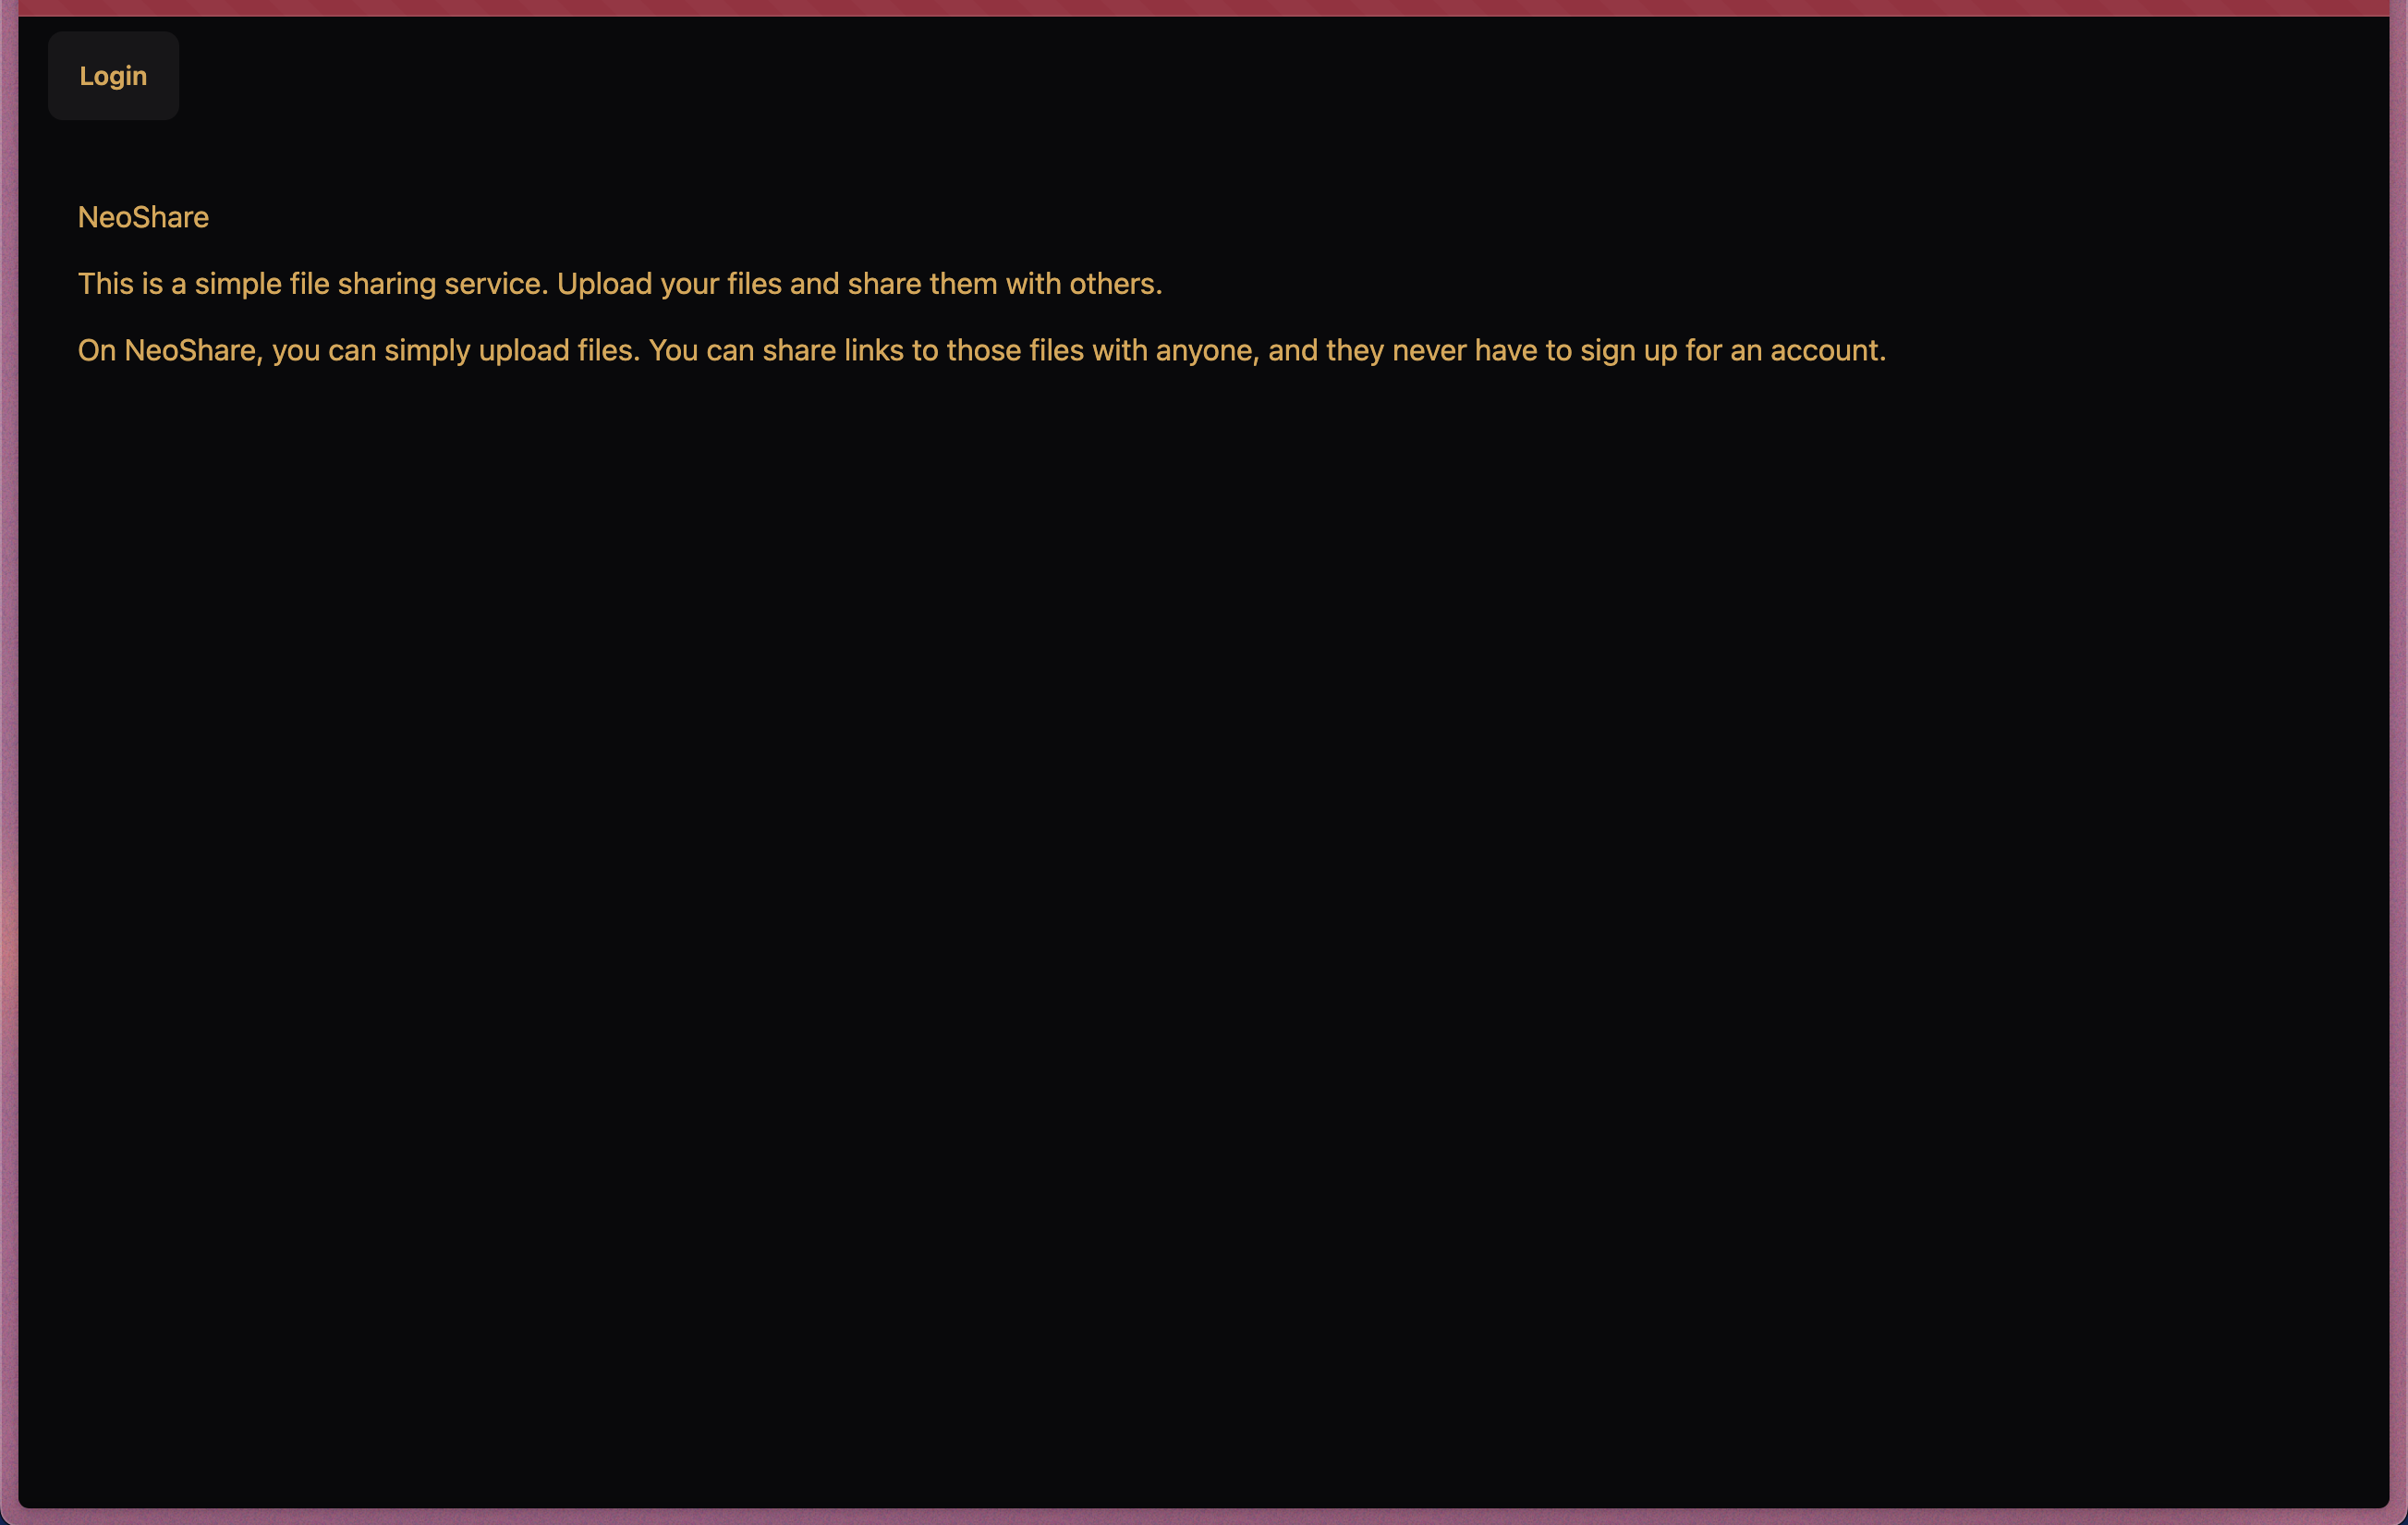 Login
NeoShare
This is a simple file sharing service. Upload your files and share them with others.
On NeoShare, you can simply upload files. You can share links to those files with anyone, and they never have to sign up for an account.